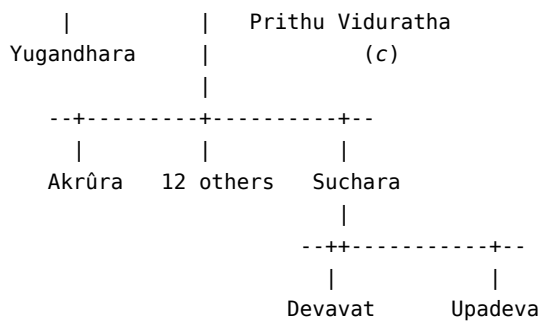 |             |    Prithu Viduratha
Yugandhara      |             (c)
                |
   --+---------+----------+--
     |         |          |
  Akrûra   12 others   Suchara
                          |
                       --++-----------+--
                         |            |
                      Devavat      Upadeva